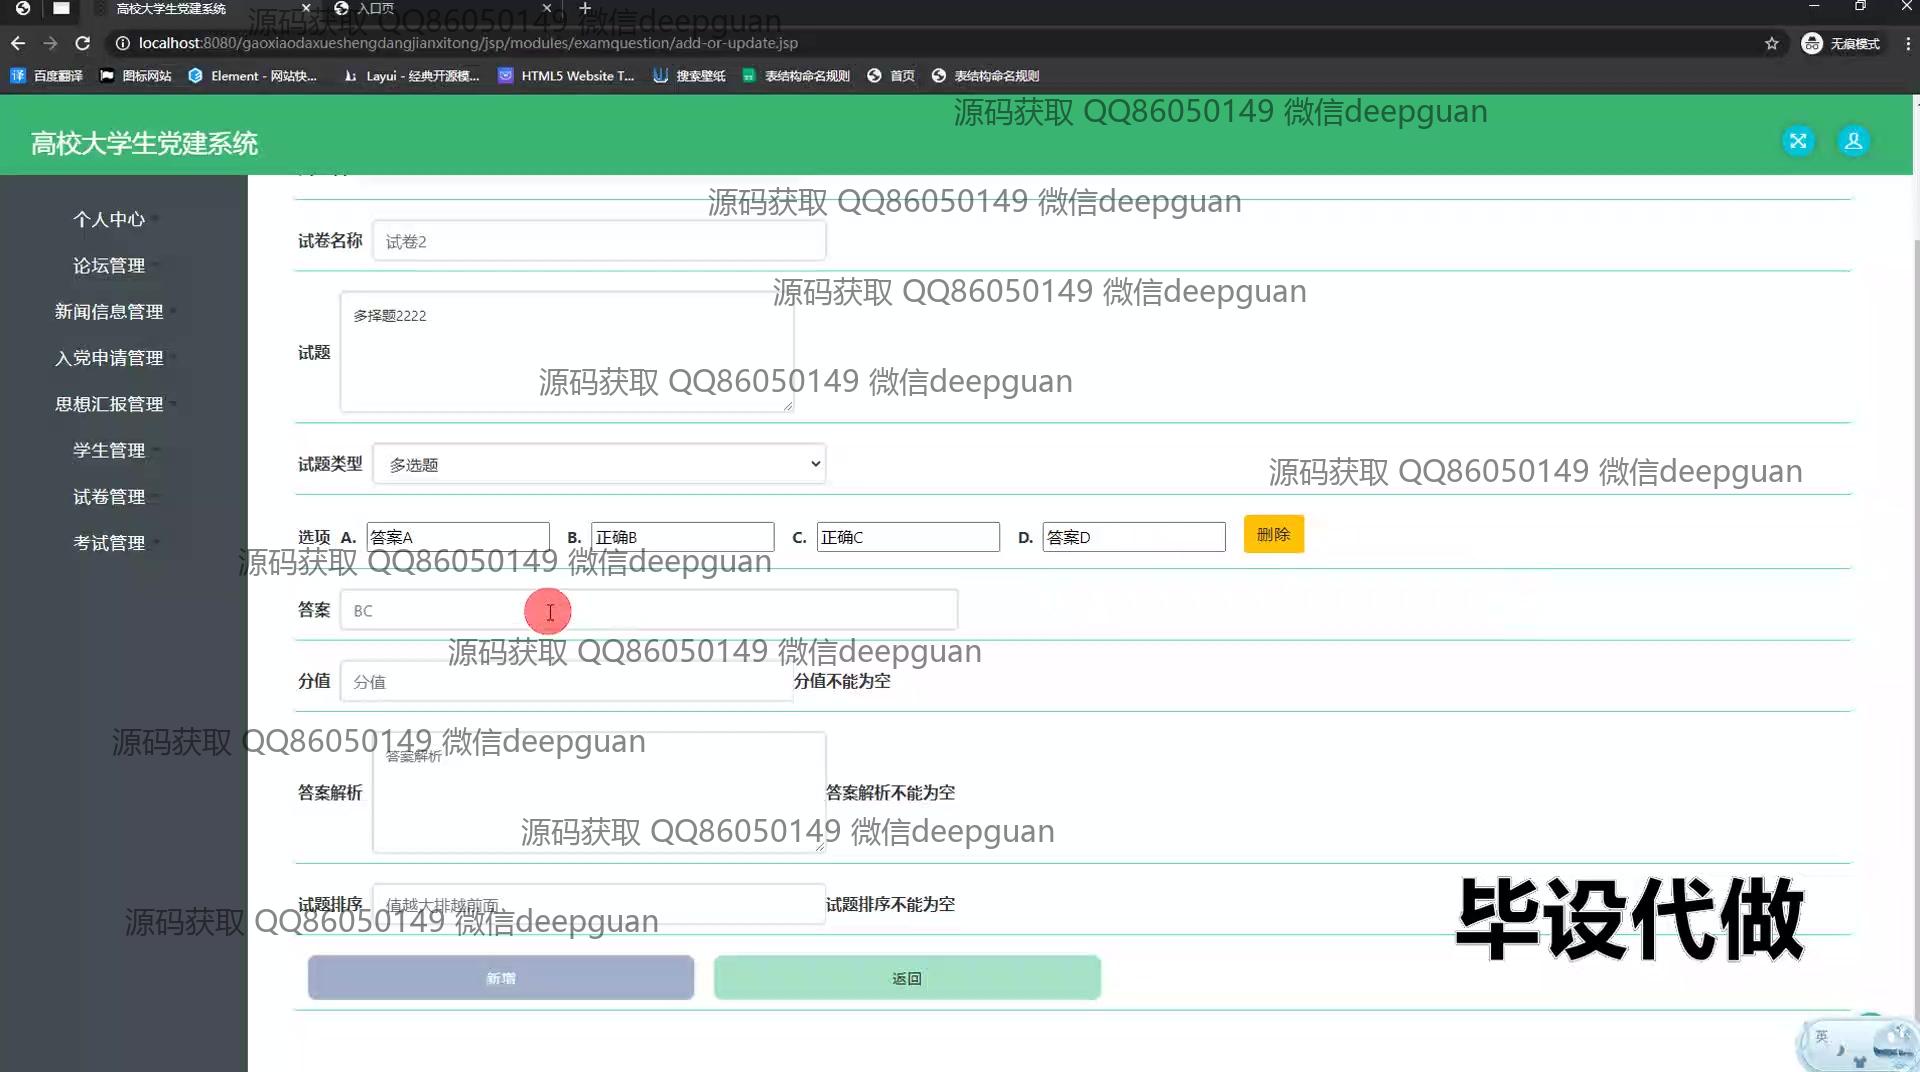 高校大学生党建系统
入口页
源码获取 QQ86050149 微信deepguan
localhost:8080/gaoxiaodaxueshengdangjianxitong/jsp/modules/examquestion/add-or-update.jsp
无痕模式
百度翻译
图标网站
Element - 网站快...
Layui - 经典开源模...
HTML5 Website T...
搜索壁纸
表结构命名规则
首页
表结构命名规则
源码获取 QQ86050149 微信deepguan
高校大学生党建系统
个人中心
论坛管理
新闻信息管理
入党申请管理
思想汇报管理
学生管理
试卷管理
考试管理
源码获取 QQ86050149 微信deepguan
试卷名称 试卷2
源码获取 QQ86050149 微信deepguan
试题 多择题2222
源码获取 QQ86050149 微信deepguan
试题类型 多选题
源码获取 QQ86050149 微信deepguan
选项 A. 答案A B. 正确B C. 正确C D. 答案D 删除
源码获取 QQ86050149 微信deepguan
答案 BC
源码获取 QQ86050149 微信deepguan
分值 分值 分值不能为空
源码获取 QQ86050149 微信deepguan
答案解析 答案解析 答案解析不能为空
源码获取 QQ86050149 微信deepguan
试题排序 值越大排越前面 试题排序不能为空
源码获取 QQ86050149 微信deepguan
毕设代做
新增 返回
英